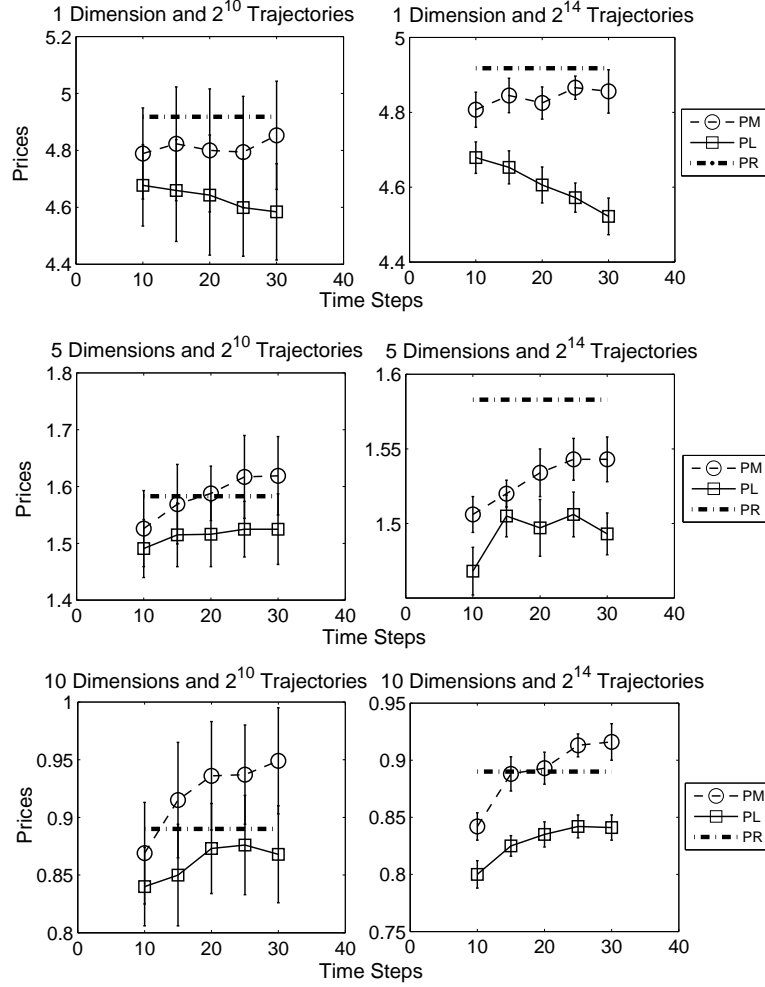 1 Dimension and 2^10 Trajectories
5.2
5
4.8
4.6
4.4
0 10 20 30 40
Prices
1 Dimension and 2^14 Trajectories
5
4.8
4.6
4.4
0 10 20 30 40
Time Steps
PM
PL
PR
5 Dimensions and 2^10 Trajectories
1.8
1.7
1.6
1.5
1.4
0 10 20 30 40
Prices
Time Steps
5 Dimensions and 2^14 Trajectories
1.6
1.55
1.5
0 10 20 30 40
Time Steps
PM
PL
PR
10 Dimensions and 2^10 Trajectories
1
0.95
0.9
0.85
0.8
0 10 20 30 40
Prices
Time Steps
10 Dimensions and 2^14 Trajectories
0.95
0.9
0.85
0.8
0.75
0 10 20 30 40
Time Steps
PM
PL
PR